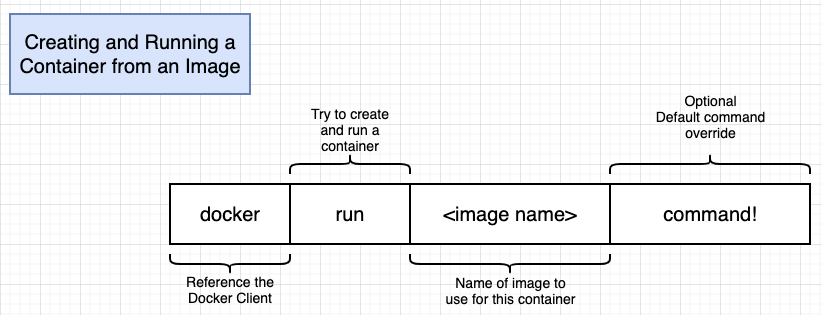 Creating and Running a
Container from an Image
Try to create
and run a
container
Optional
Default command
override
docker
run
<image name>
command!
Reference the
Docker Client
Name of image to
use for this container